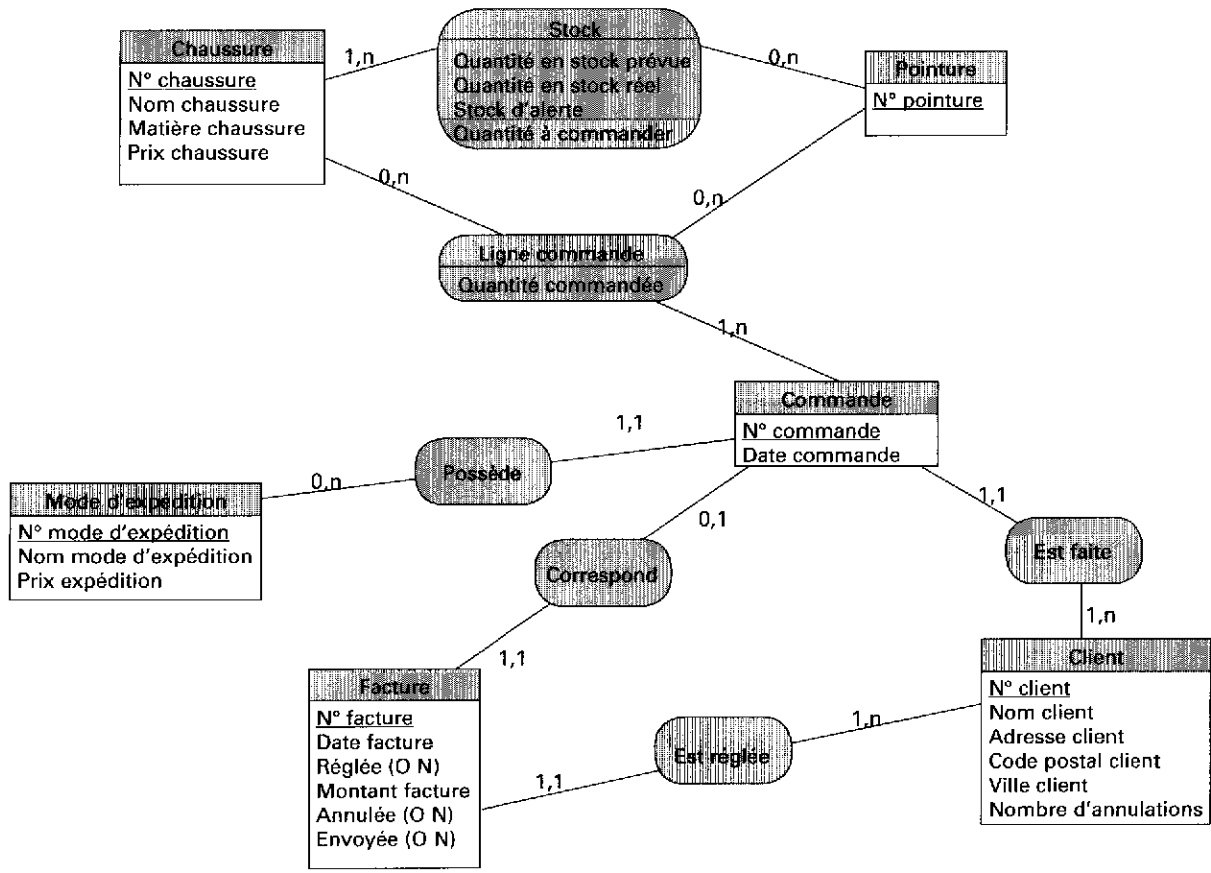 Chaussure
N° chaussure
Nom chaussure
Matière chaussure
Prix chaussure
1,n
Stock
Quantité en stock prévue
Quantité en stock réel
Stock d'alerte
Quantité à commander
0,n
Pointure
N° pointure
0,n
0,n
Ligne commande
Quantité commandée
1,n
Commande
N° commande
Date commande
1,1
Possède
0,n
Mode d'expédition
N° mode d'expédition
Nom mode d'expédition
Prix expédition
0,1
Correspond
1,1
1,1
Est faite
1,n
Facture
N° facture
Date facture
Réglée (O N)
Montant facture
Annulée (O N)
Envoyée (O N)
1,1
Est réglée
1,n
Client
N° client
Nom client
Adresse client
Code postal client
Ville client
Nombre d'annulations